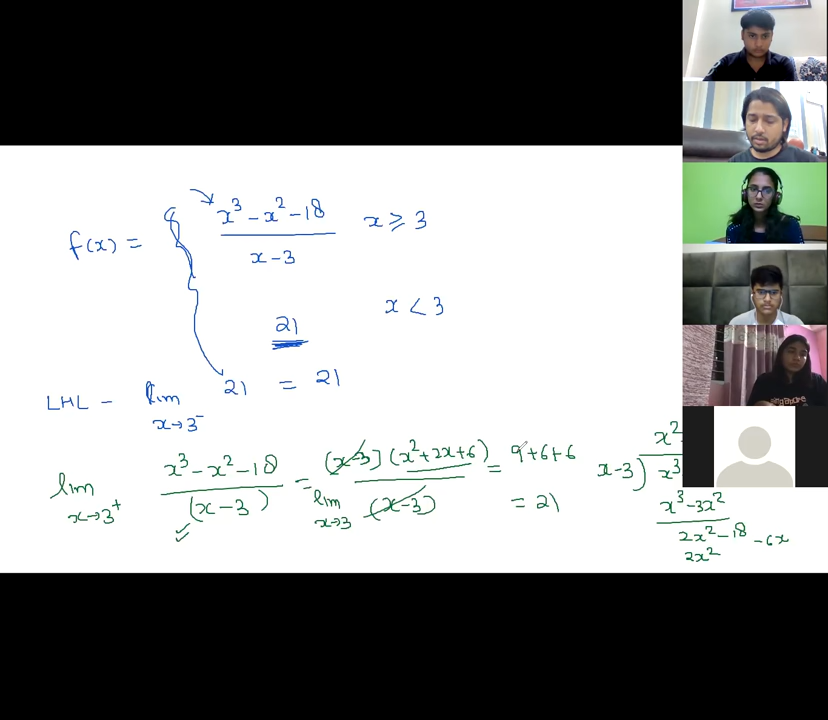 f(x) = { x³ - x² - 18 / x - 3   x ≥ 3
21   x < 3
LHL - lim x→3⁻ 21 = 21
lim x→3⁺ x³ - x² - 18 / (x - 3) = lim x→3 (x-3)(x² + 2x + 6) / (x-3) = 9 + 6 + 6
= 21
x²
x-3 ) x³
x³ - 3x²
2x² - 18 - 6x
2x²